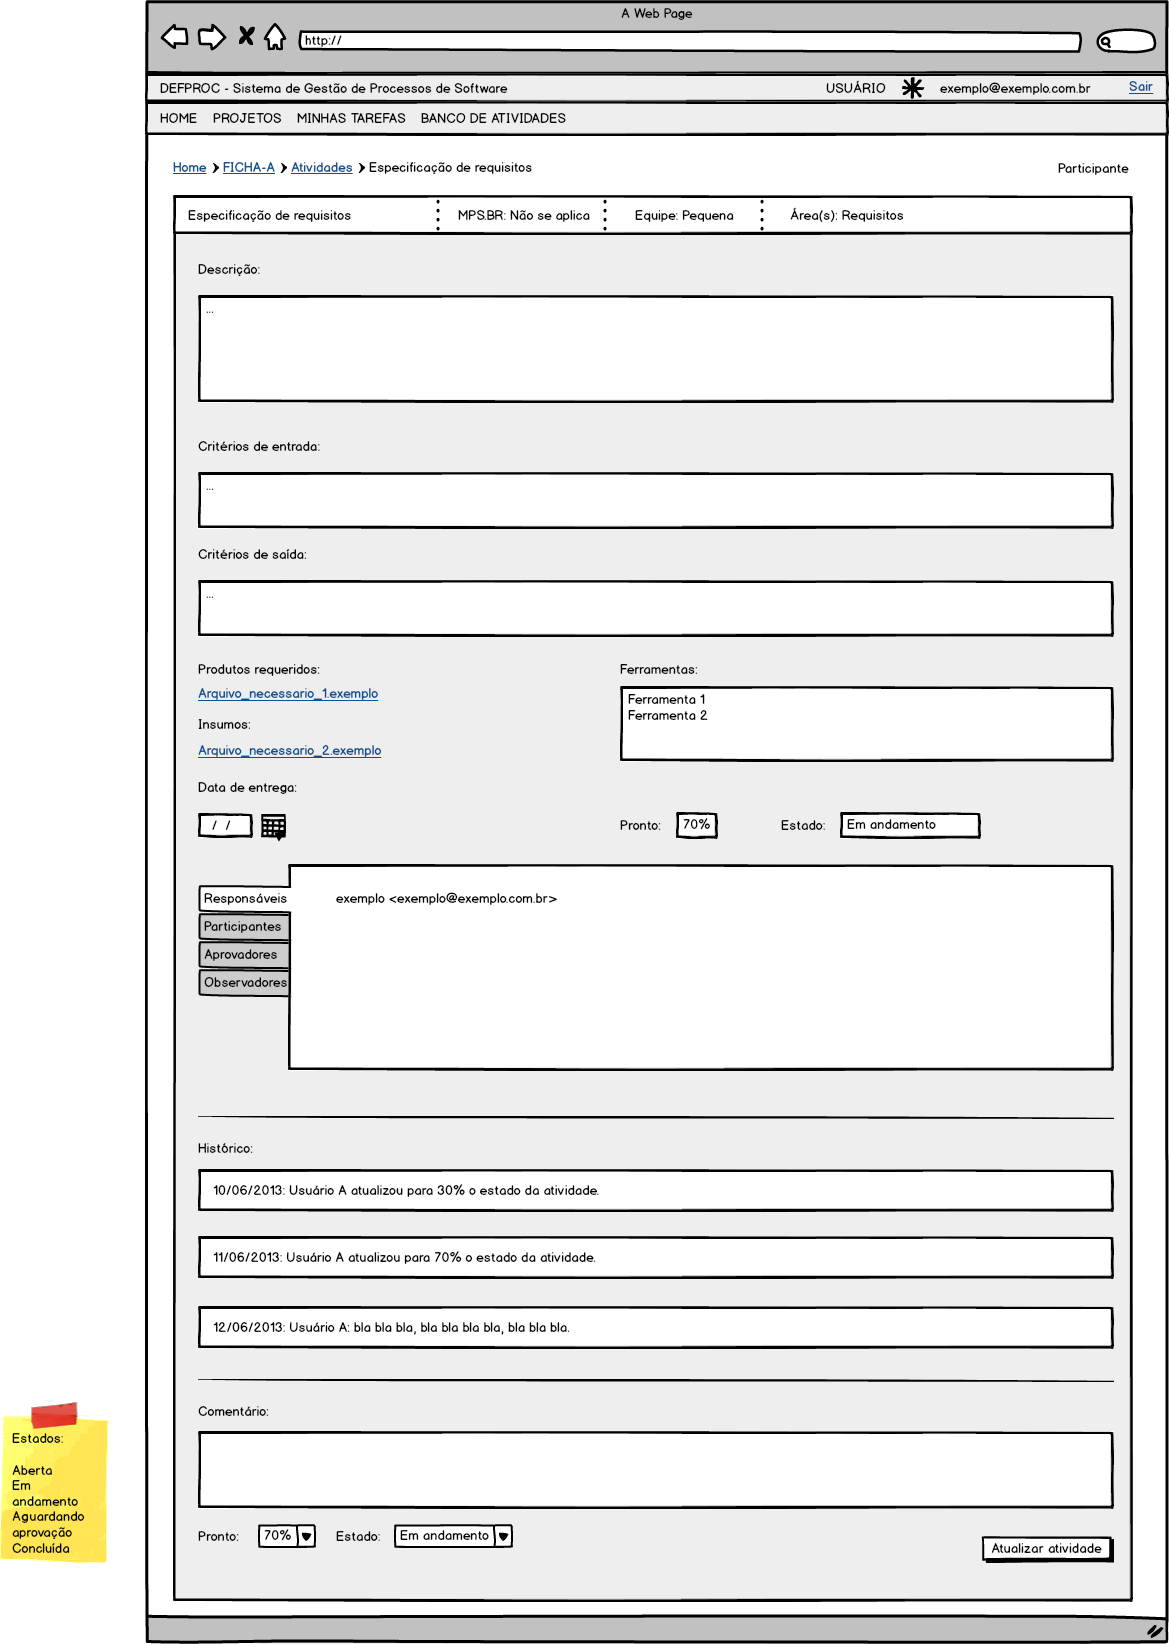 A Web Page
http://
DEFPROC - Sistema de Gestão de Processos de Software USUÁRIO exemplo@exemplo.com.br Sair
HOME PROJETOS MINHAS TAREFAS BANCO DE ATIVIDADES
Home FICHA-A Atividades Especificação de requisitos Participante
Especificação de requisitos MPS.BR: Não se aplica Equipe: Pequena Área(s): Requisitos
Descrição:
...
Critérios de entrada:
...
Critérios de saída:
...
Produtos requeridos:
Arquivo_necessario_1.exemplo
Insumos:
Arquivo_necessario_2.exemplo
Ferramentas:
Ferramenta 1
Ferramenta 2
Data de entrega:
/ /
Pronto: 70% Estado: Em andamento
Responsáveis
Participantes
Aprovadores
Observadores
exemplo <exemplo@exemplo.com.br>
Histórico:
10/06/2013: Usuário A atualizou para 30% o estado da atividade.
11/06/2013: Usuário A atualizou para 70% o estado da atividade.
12/06/2013: Usuário A: bla bla bla, bla bla bla bla, bla bla bla.
Comentário:
Pronto: 70% Estado: Em andamento
Atualizar atividade
Estados:
Aberta
Em
andamento
Aguardando
aprovação
Concluída